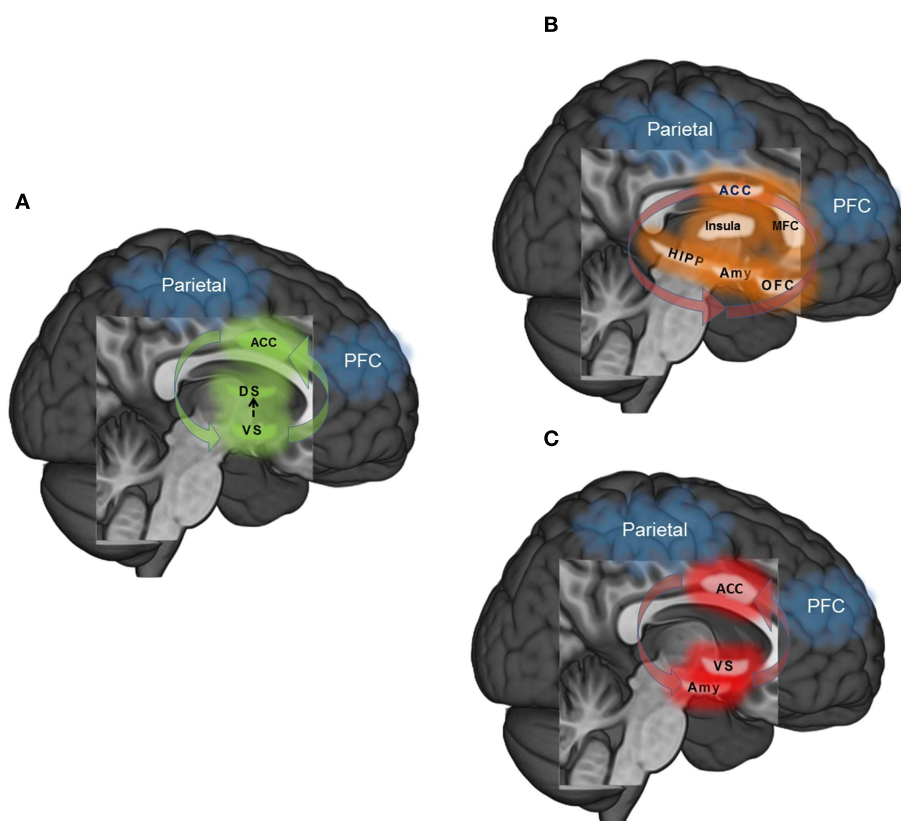 A
Parietal
ACC
PFC
DS
VS
B
Parietal
ACC
PFC
Insula
MFC
HIPP
Amy
OFC
C
Parietal
ACC
PFC
VS
Amy